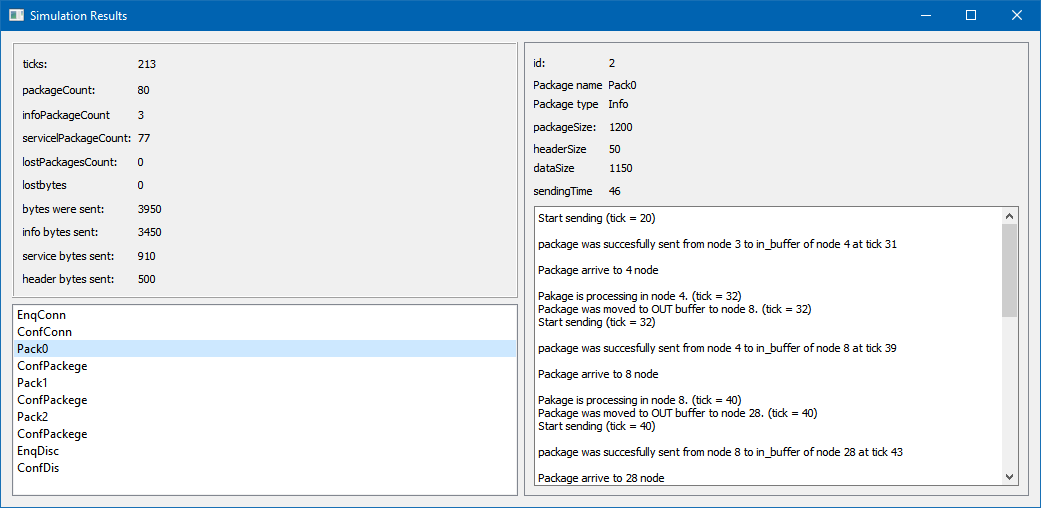 Simulation Results
ticks: 213
packageCount: 80
infoPackageCount 3
servicelPackageCount: 77
lostPackagesCount: 0
lostbytes 0
bytes were sent: 3950
info bytes sent: 3450
service bytes sent: 910
header bytes sent: 500
EnqConn
ConfConn
Pack0
ConfPackege
Pack1
ConfPackege
Pack2
ConfPackege
EnqDisc
ConfDis
id: 2
Package name Pack0
Package type Info
packageSize: 1200
headerSize 50
dataSize 1150
sendingTime 46
Start sending (tick = 20)
package was succesfully sent from node 3 to in_buffer of node 4 at tick 31
Package arrive to 4 node
Pakage is processing in node 4. (tick = 32)
Package was moved to OUT buffer to node 8. (tick = 32)
Start sending (tick = 32)
package was succesfully sent from node 4 to in_buffer of node 8 at tick 39
Package arrive to 8 node
Pakage is processing in node 8. (tick = 40)
Package was moved to OUT buffer to node 28. (tick = 40)
Start sending (tick = 40)
package was succesfully sent from node 8 to in_buffer of node 28 at tick 43
Package arrive to 28 node